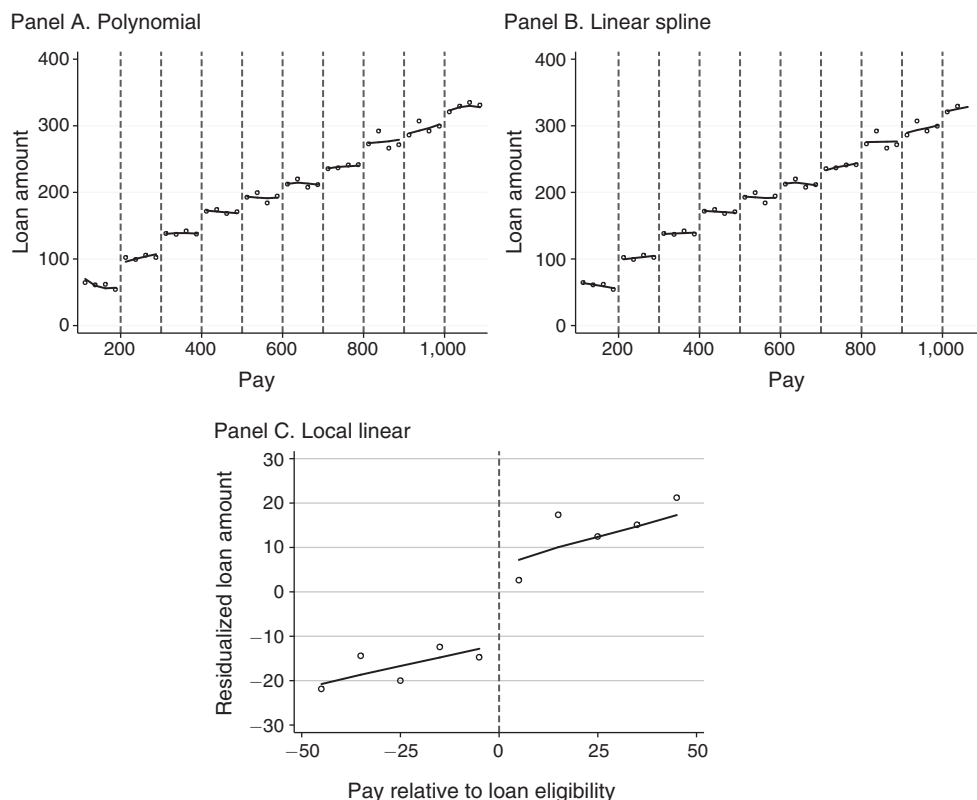 Panel A. Polynomial
400
300
200
100
0
Loan amount
200 400 600 800 1,000
Pay
Panel B. Linear spline
400
300
200
100
0
Loan amount
200 400 600 800 1,000
Pay
Panel C. Local linear
30
20
10
0
−10
−20
−30
Residualized loan amount
−50 −25 0 25 50
Pay relative to loan eligibility